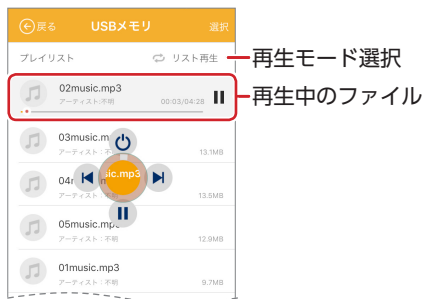 戻る USBメモリ 選択
プレイリスト リスト再生 再生モード選択
02music.mp3
アーティスト:不明 00:03/04:28
再生中のファイル
03music.m
アーティスト:不明 13.1MB
sic.mp3
アーティスト:不明 13.5MB
05music.mp
アーティスト:不明 12.9MB
01music.mp3
アーティスト:不明 9.7MB